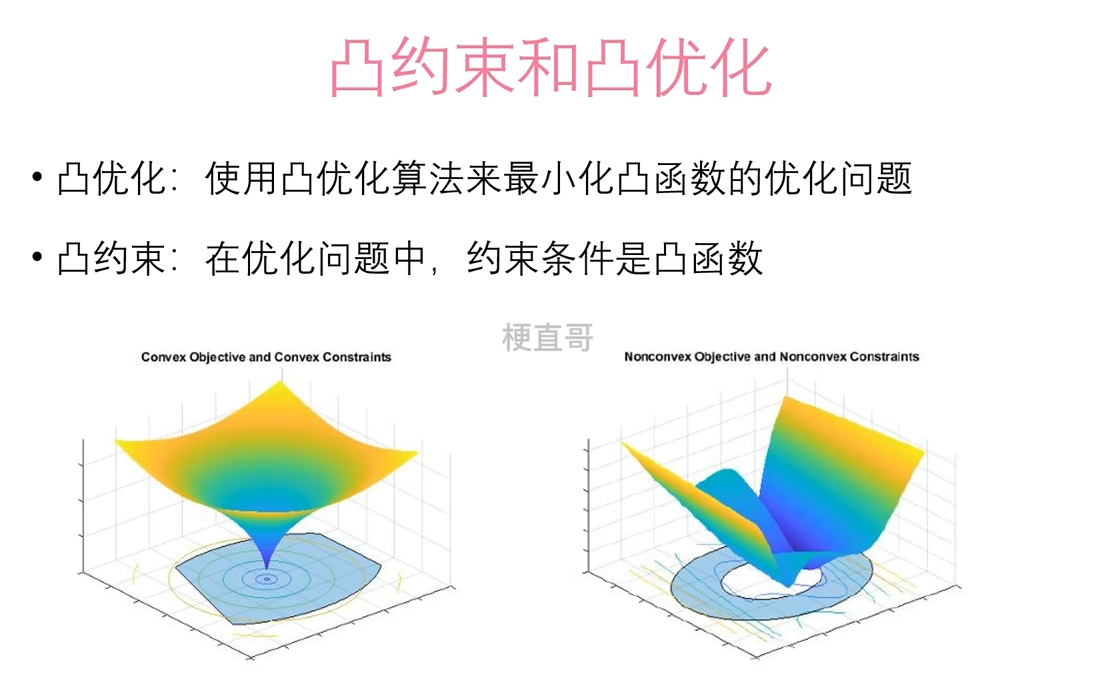 凸约束和凸优化
• 凸优化：使用凸优化算法来最小化凸函数的优化问题
• 凸约束：在优化问题中，约束条件是凸函数
梗直哥
Convex Objective and Convex Constraints
Nonconvex Objective and Nonconvex Constraints